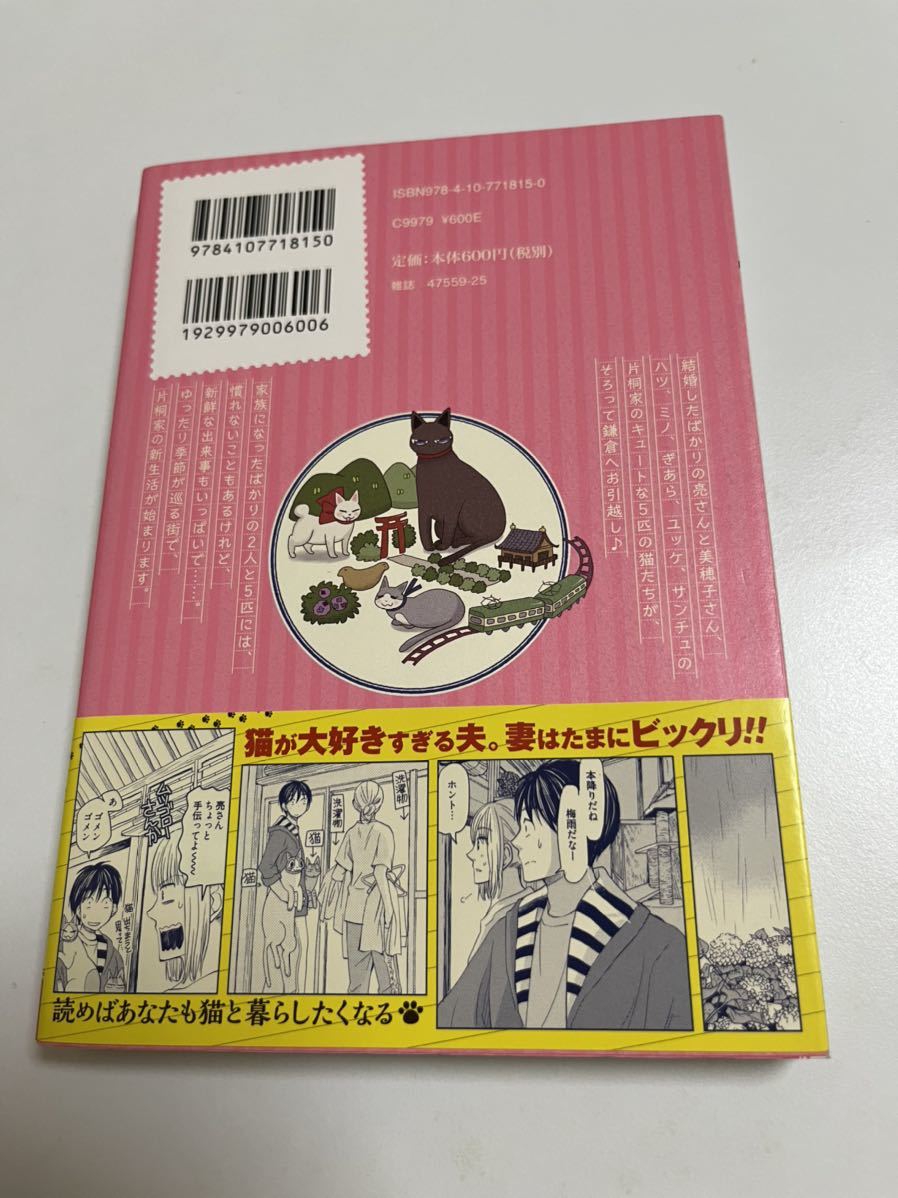 9784107718150
1929979006006
ISBN978-4-10-771815-0
C9979 ¥600E
定価：本体600円(税別)
雑誌 47559-25
結婚したばかりの亮さんと美穂子さん、
ハツ、ミノ、ぎあら、ユッケ、サンチュの
片桐家のキュートな5匹の猫たちが、
そろって鎌倉へお引越し♪
家族になったばかりの2人と5匹には、
慣れないこともあるけれど、
新鮮な出来事もいっぱいで……。
ゆったり季節が巡る街で、
片桐家の新生活が始まります。
猫が大好きすぎる夫。妻はたまにビックリ!!
本降りだね
梅雨だなー
ホント…
洗濯物
洗濯物
猫
猫
亮さん
ちょっと
手伝ってよ〜〜
あ
ゴメン
ゴメン
読めばあなたも猫と暮らしたくなる